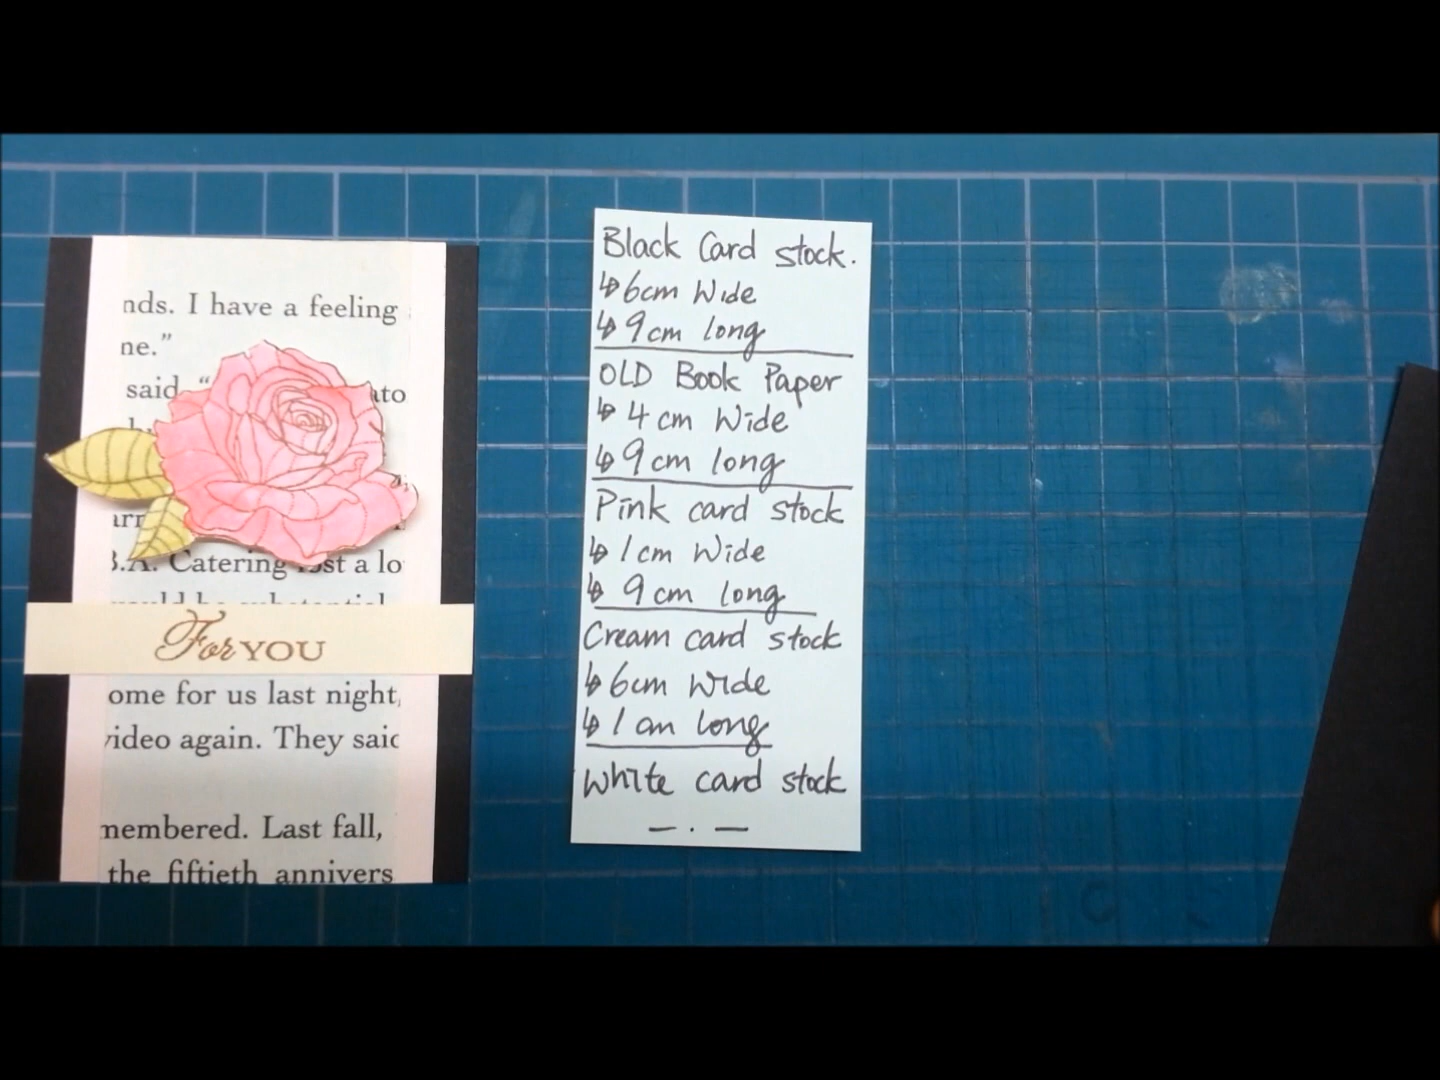 nds. I have a feeling
ne.”
said, “
ato
B.A. Catering
st a lo
would be substantial
For YOU
ome for us last night,
video again. They said
membered. Last fall,
the fiftieth annivers
Black Card stock.
↳ 6cm Wide
↳ 9cm long
OLD Book Paper
↳ 4cm Wide
↳ 9cm long
Pink card stock
↳ 1cm Wide
↳ 9cm long
Cream card stock
↳ 6cm Wide
↳ 1cm long
White card stock
— . —